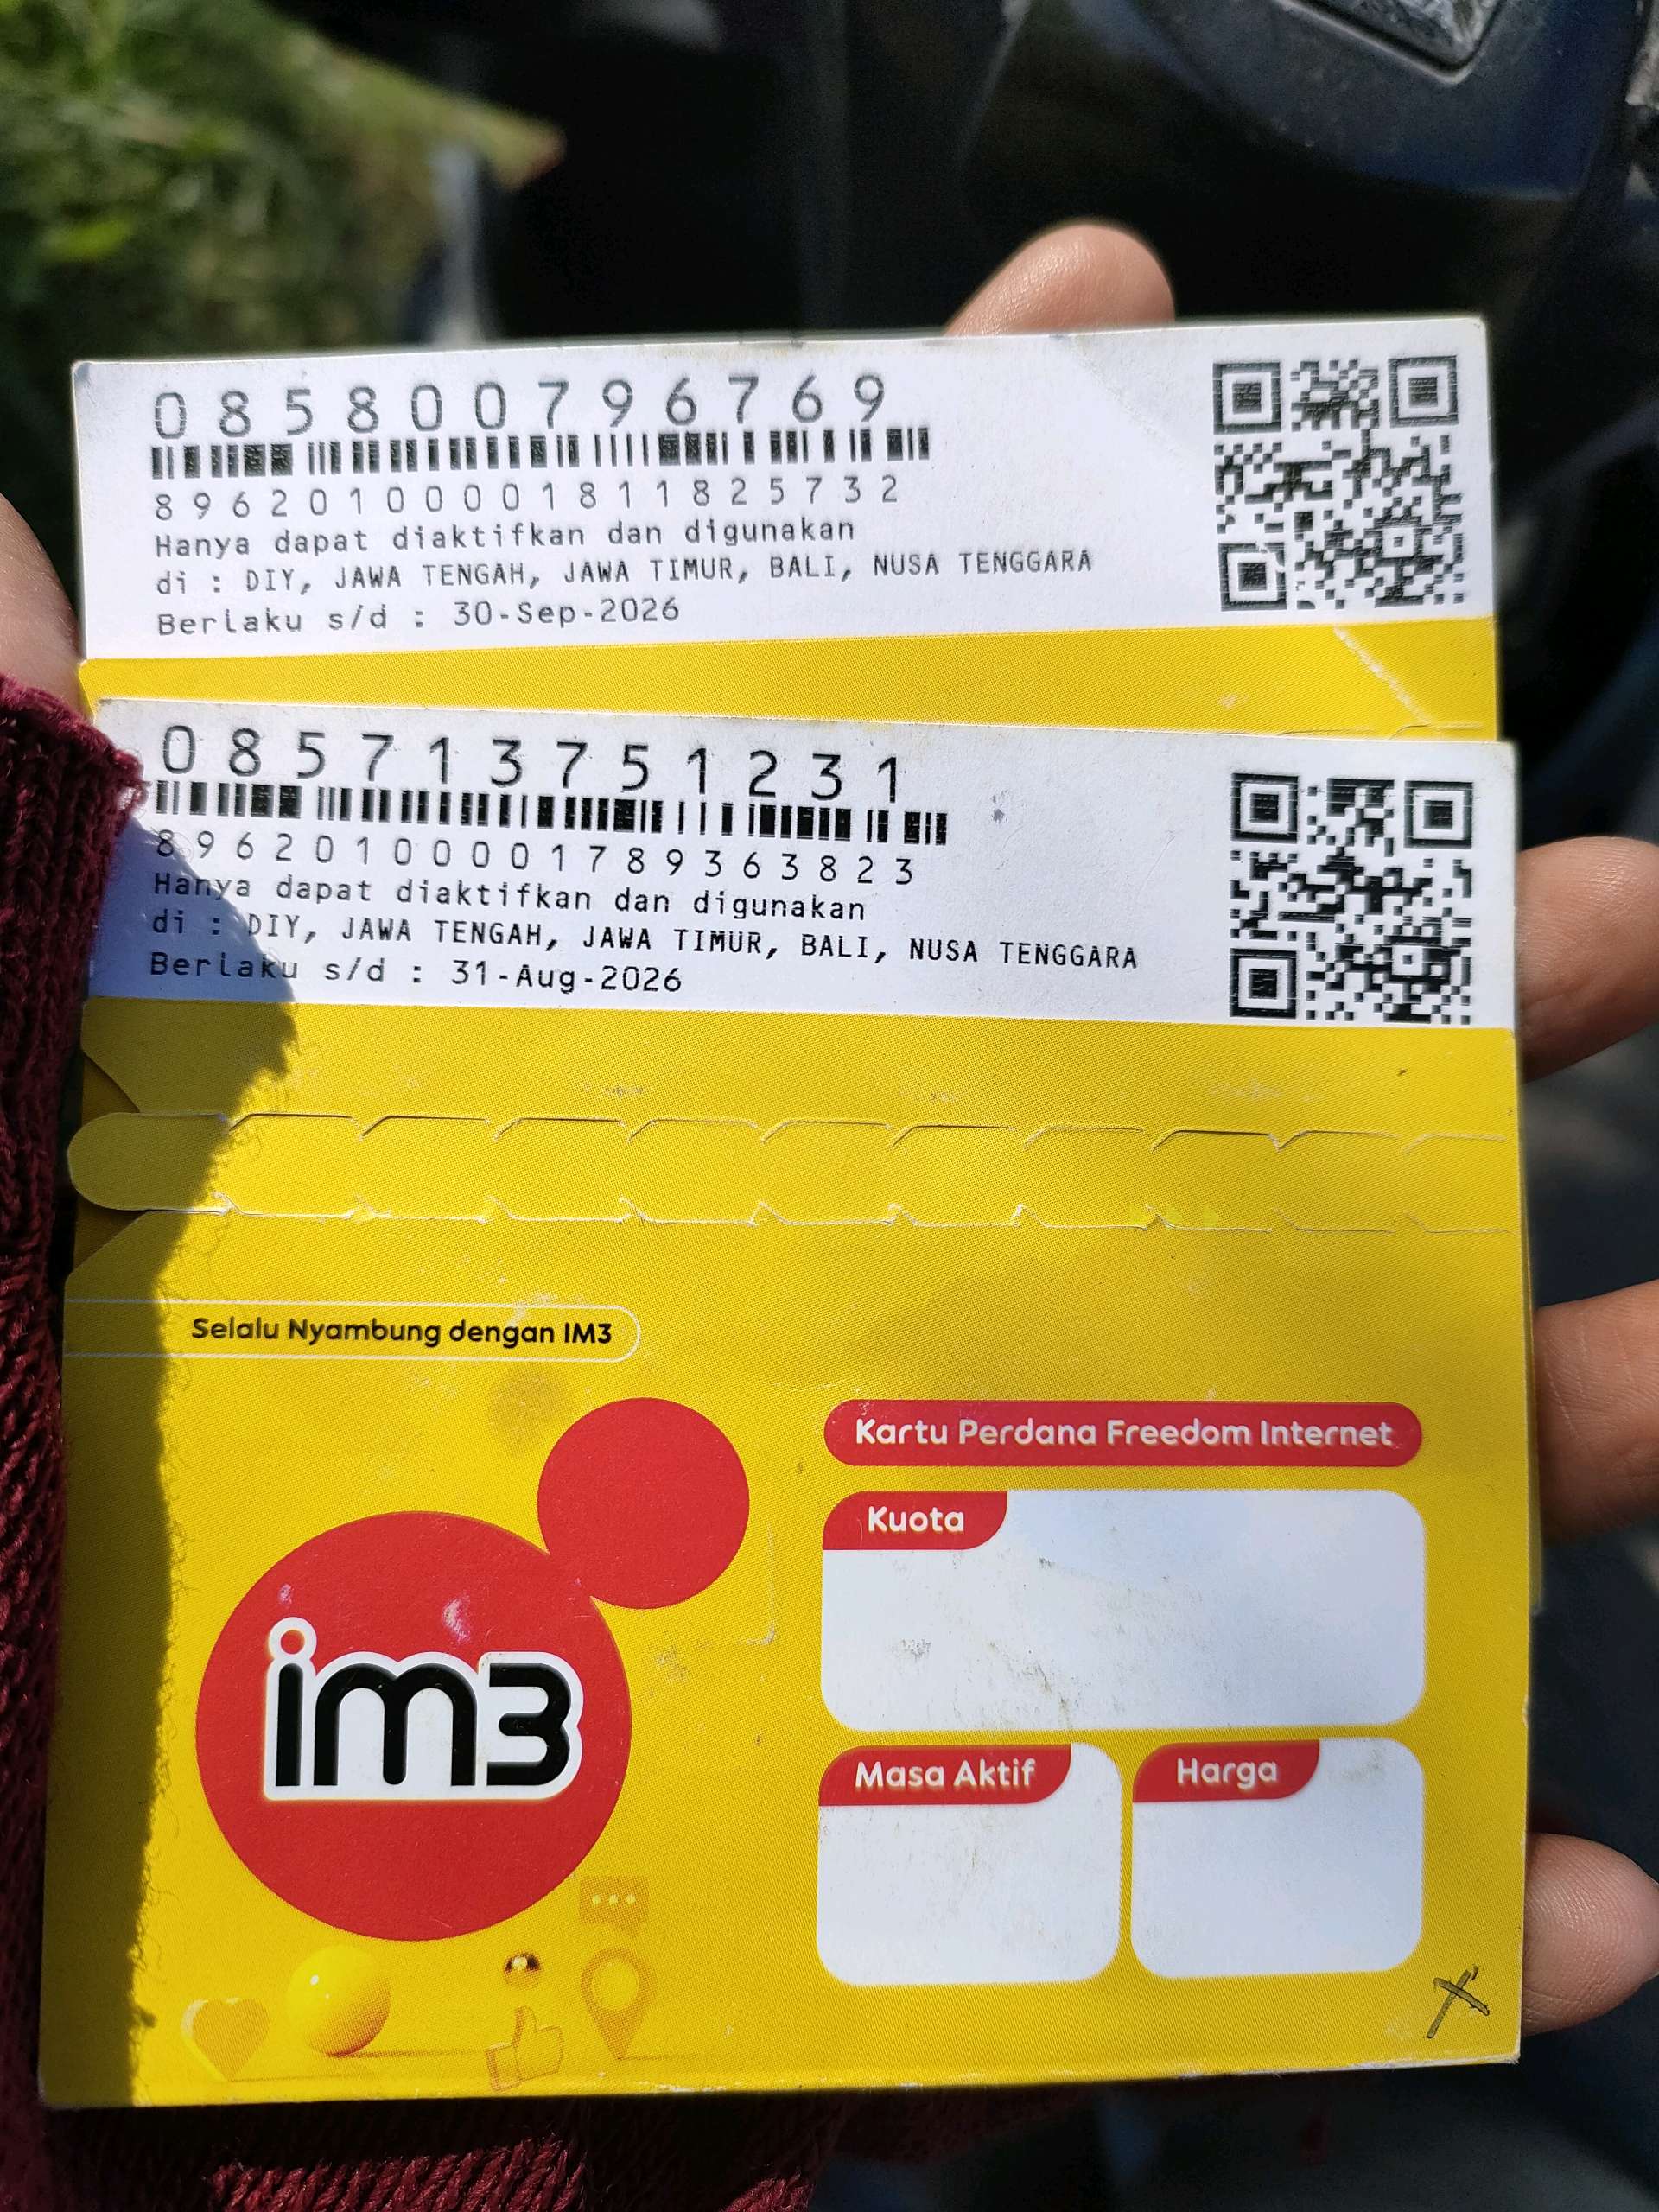 085800796769
8962010000181182573 2
Hanya dapat diaktifkan dan digunakan
di : DIY, JAWA TENGAH, JAWA TIMUR, BALI, NUSA TENGGARA
Berlaku s/d : 30-Sep-2026
085713751231
8962010000178936382 3
Hanya dapat diaktifkan dan digunakan
di : DIY, JAWA TENGAH, JAWA TIMUR, BALI, NUSA TENGGARA
Berlaku s/d : 31-Aug-2026
Selalu Nyambung dengan IM3
Kartu Perdana Freedom Internet
Kuota
im3
Masa Aktif
Harga
X